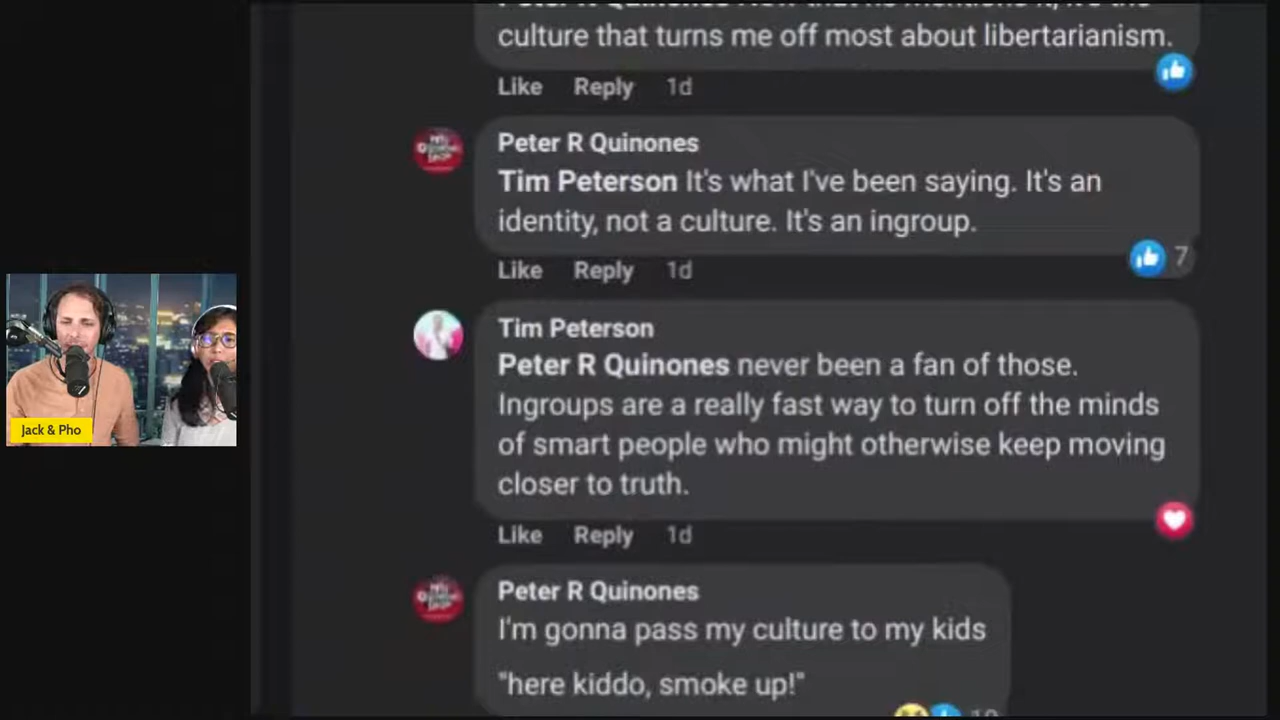 culture that turns me off most about libertarianism.
Like Reply 1d
Peter R Quinones
Tim Peterson It's what I've been saying. It's an
identity, not a culture. It's an ingroup.
7
Like Reply 1d
Tim Peterson
Peter R Quinones never been a fan of those.
Ingroups are a really fast way to turn off the minds
of smart people who might otherwise keep moving
closer to truth.
Like Reply 1d
Peter R Quinones
I'm gonna pass my culture to my kids
"here kiddo, smoke up!"
Jack & Pho